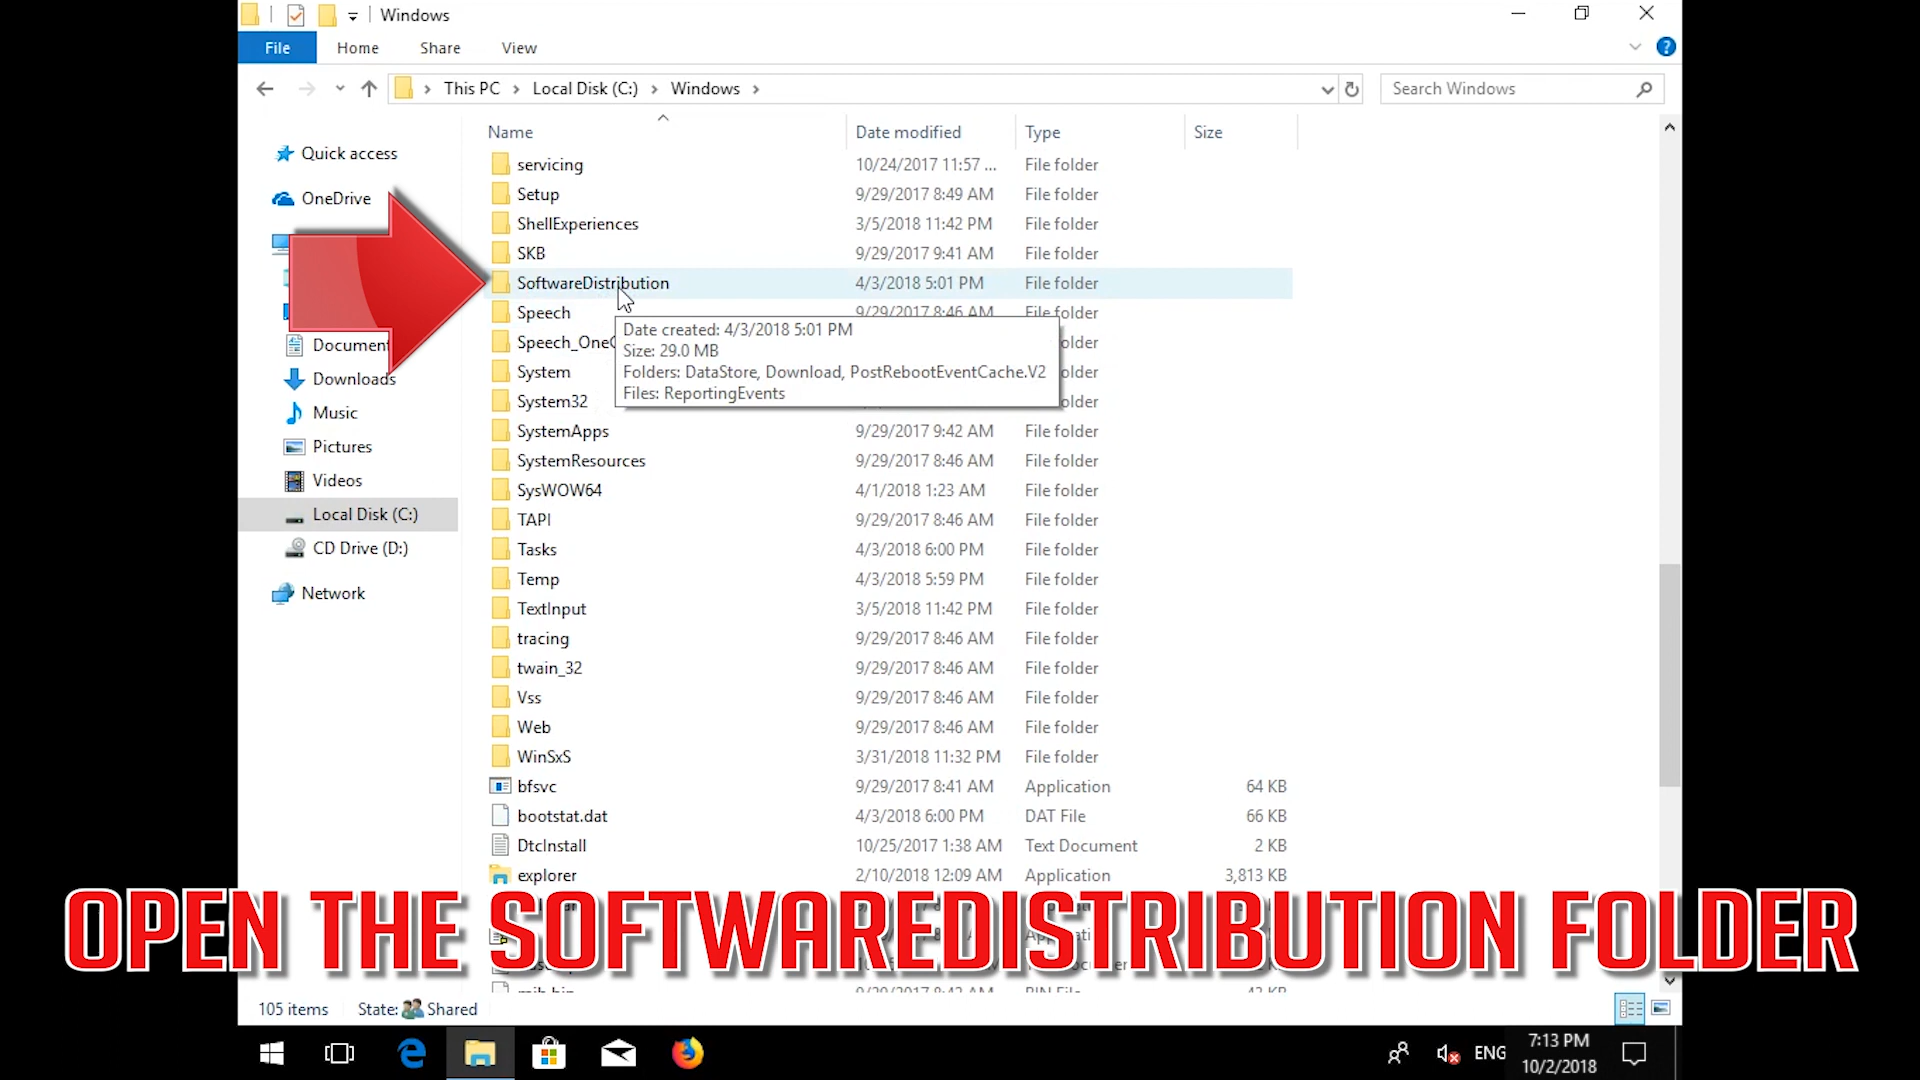 Windows
File Home Share View
This PC Local Disk (C:) Windows
Search Windows
Name Date modified Type Size
Quick access
OneDrive
Documen
Downloads
Music
Pictures
Videos
Local Disk (C:)
CD Drive (D:)
Network
servicing 10/24/2017 11:57 ... File folder
Setup 9/29/2017 8:49 AM File folder
ShellExperiences 3/5/2018 11:42 PM File folder
SKB 9/29/2017 9:41 AM File folder
SoftwareDistribution 4/3/2018 5:01 PM File folder
Speech 9/29/2017 8:46 AM File folder
Speech_One older
System older
System32 older
Date created: 4/3/2018 5:01 PM
Size: 29.0 MB
Folders: DataStore, Download, PostRebootEventCache.V2
Files: ReportingEvents
SystemApps 9/29/2017 9:42 AM File folder
SystemResources 9/29/2017 8:46 AM File folder
SysWOW64 4/1/2018 1:23 AM File folder
TAPI 9/29/2017 8:46 AM File folder
Tasks 4/3/2018 6:00 PM File folder
Temp 4/3/2018 5:59 PM File folder
TextInput 3/5/2018 11:42 PM File folder
tracing 9/29/2017 8:46 AM File folder
twain_32 9/29/2017 8:46 AM File folder
Vss 9/29/2017 8:46 AM File folder
Web 9/29/2017 8:46 AM File folder
WinSxS 3/31/2018 11:32 PM File folder
bfsvc 9/29/2017 8:41 AM Application 64 KB
bootstat.dat 4/3/2018 6:00 PM DAT File 66 KB
DtcInstall 10/25/2017 1:38 AM Text Document 2 KB
explorer 2/10/2018 12:09 AM Application 3,813 KB
OPEN THE SOFTWAREDISTRIBUTION FOLDER
105 items State: Shared
ENG
7:13 PM
10/2/2018